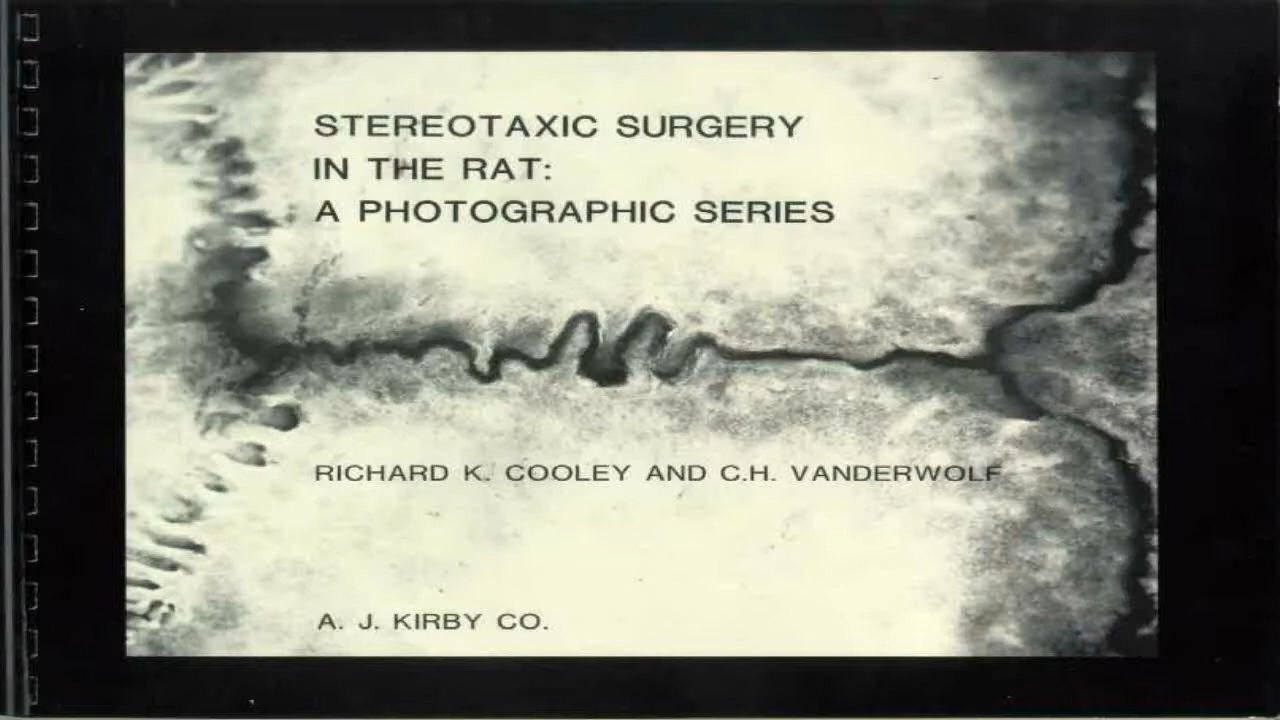 STEREOTAXIC SURGERY
IN THE RAT:
A PHOTOGRAPHIC SERIES
RICHARD K. COOLEY AND C.H. VANDERWOLF
A. J. KIRBY CO.